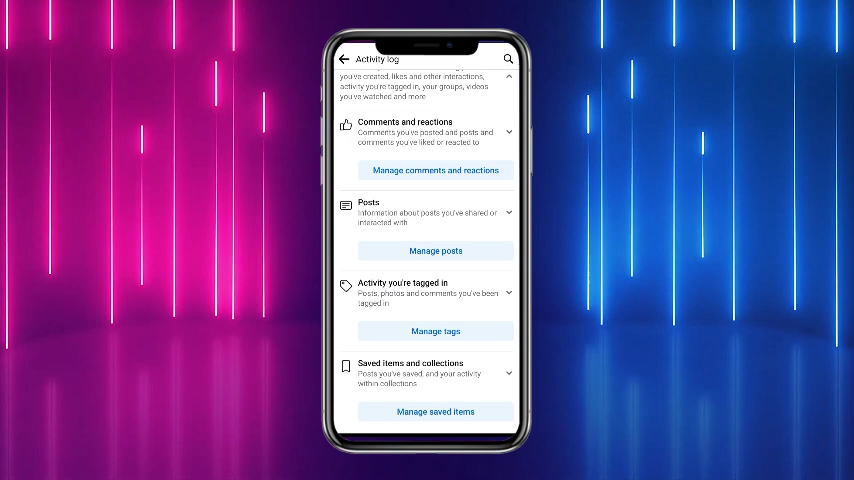 Activity log
you've created, likes and other interactions,
activity you're tagged in, your groups, videos
you've watched and more
Comments and reactions
Comments you've posted and posts and
comments you've liked or reacted to
Manage comments and reactions
Posts
Information about posts you've shared or
interacted with
Manage posts
Activity you're tagged in
Posts, photos and comments you've been
tagged in
Manage tags
Saved items and collections
Posts you've saved, and your activity
within collections
Manage saved items